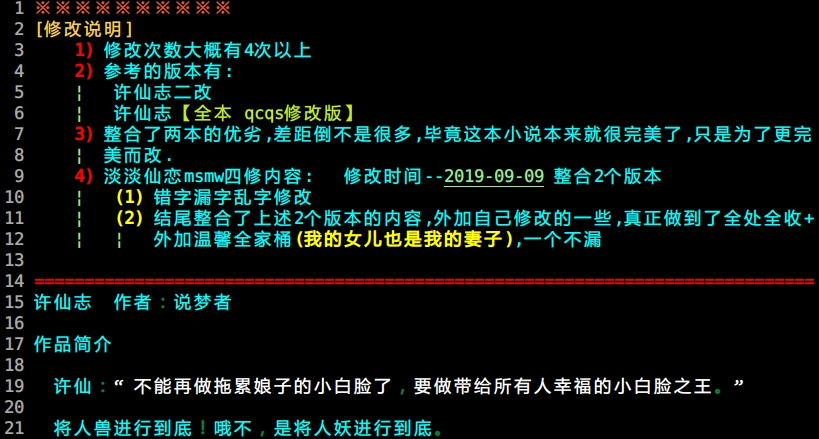 1 ※※※※※※※※※※
2 [修改说明]
3 1) 修改次数大概有4次以上
4 2) 参考的版本有:
5 ¦ 许仙志二改
6 ¦ 许仙志【全本 qcqs修改版】
7 3) 整合了两本的优劣,差距倒不是很多,毕竟这本小说本来就很完美了,只是为了更完
8 ¦ 美而改.
9 4) 淡淡仙恋msmw四修内容: 修改时间--2019-09-09 整合2个版本
10 ¦ (1) 错字漏字乱字修改
11 ¦ (2) 结尾整合了上述2个版本的内容,外加自己修改的一些,真正做到了全处全收+
12 ¦ ¦ 外加温馨全家桶(我的女儿也是我的妻子),一个不漏
13
14 ==============================================================================
15 许仙志 作者：说梦者
16
17 作品简介
18
19 许仙：“ 不能再做拖累娘子的小白脸了，要做带给所有人幸福的小白脸之王。”
20
21 将人兽进行到底！哦不，是将人妖进行到底。